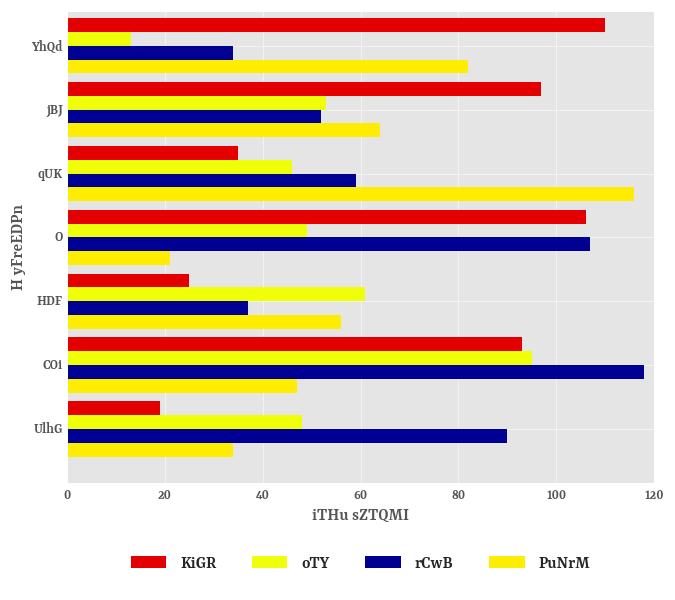 YhQd
jBJ
qUK
O
HDF
COi
UlhG
H yFreEDPn
0 20 40 60 80 100 120
iTHu sZTQMI
KiGR oTY rCwB PuNrM